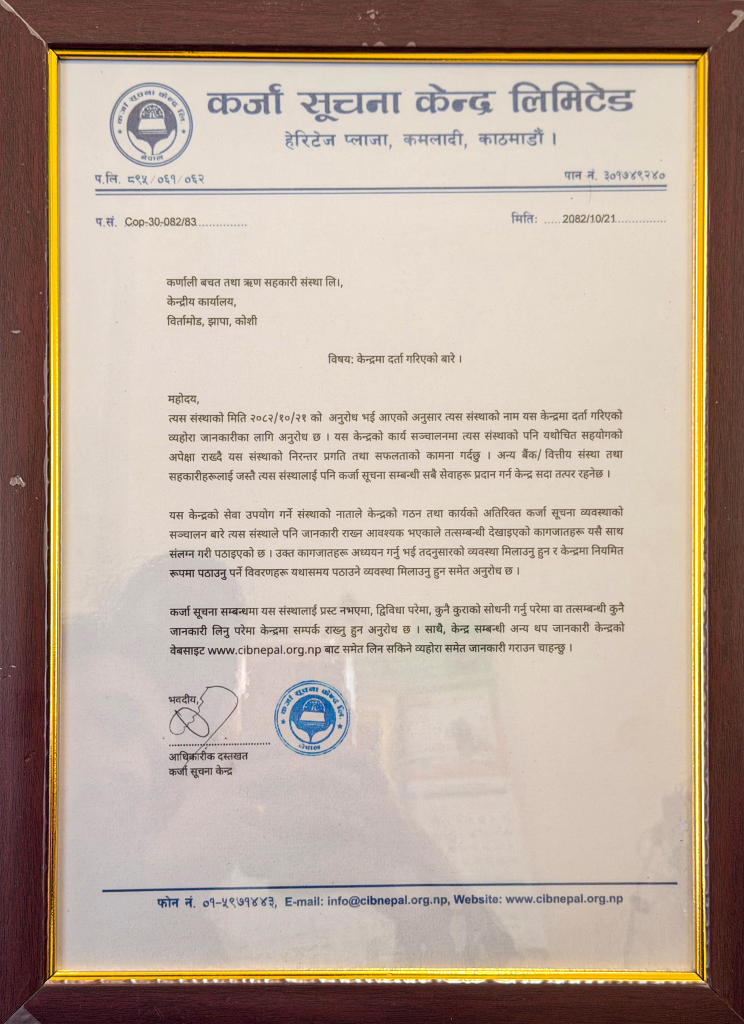 कर्जा सूचना केन्द्र लिमिटेड
हेरिटेज प्लाजा, कमलादी, काठमाडौं ।
कर्जा सूचना केन्द्र लि.
नेपाल
प.लि. ८९५/०६१/०६२
पान नं. ३०१७४९२४०
प.सं. Cop-30-082/83
मितिः 2082/10/21
कर्णाली बचत तथा ऋण सहकारी संस्था लि।,
केन्द्रीय कार्यालय,
विर्तामोड, झापा, कोशी
विषय: केन्द्रमा दर्ता गरिएको बारे ।
महोदय,
त्यस संस्थाको मिति २०८२/१०/२१ को अनुरोध भई आएको अनुसार त्यस संस्थाको नाम यस केन्द्रमा दर्ता गरिएको
व्यहोरा जानकारीका लागि अनुरोध छ । यस केन्द्रको कार्य सञ्चालनमा त्यस संस्थाको पनि यथोचित सहयोगको
अपेक्षा राख्दै यस संस्थाको निरन्तर प्रगति तथा सफलताको कामना गर्दछु । अन्य बैंक/ वित्तीय संस्था तथा
सहकारीहरूलाई जस्तै त्यस संस्थालाई पनि कर्जा सूचना सम्बन्धी सबै सेवाहरू प्रदान गर्न केन्द्र सदा तत्पर रहनेछ ।
यस केन्द्रको सेवा उपयोग गर्ने संस्थाको नाताले केन्द्रको गठन तथा कार्यको अतिरिक्त कर्जा सूचना व्यवस्थाको
सञ्चालन बारे त्यस संस्थाले पनि जानकारी राख्न आवश्यक भएकाले तत्सम्बन्धी देखाइएको कागजातहरू यसै साथ
संलग्न गरी पठाइएको छ । उक्त कागजातहरू अध्ययन गर्नु भई तदनुसारको व्यवस्था मिलाउनु हुन र केन्द्रमा नियमित
रूपमा पठाउनु पर्ने विवरणहरू यथासमय पठाउने व्यवस्था मिलाउनु हुन समेत अनुरोध छ ।
कर्जा सूचना सम्बन्धमा यस संस्थालाई प्रस्ट नभएमा, द्विविधा परेमा, कुनै कुराको सोधनी गर्नु परेमा वा तत्सम्बन्धी कुनै
जानकारी लिनु परेमा केन्द्रमा सम्पर्क राख्नु हुन अनुरोध छ । साथै, केन्द्र सम्बन्धी अन्य थप जानकारी केन्द्रको
वेबसाइट www.cibnepal.org.np बाट समेत लिन सकिने व्यहोरा समेत जानकारी गराउन चाहन्छु ।
भवदीय,
कर्जा सूचना केन्द्र लि.
नेपाल
आधिकारीक दस्तखत
कर्जा सूचना केन्द्र
फोन नं. ०१-५९७१४४३, E-mail: info@cibnepal.org.np, Website: www.cibnepal.org.np